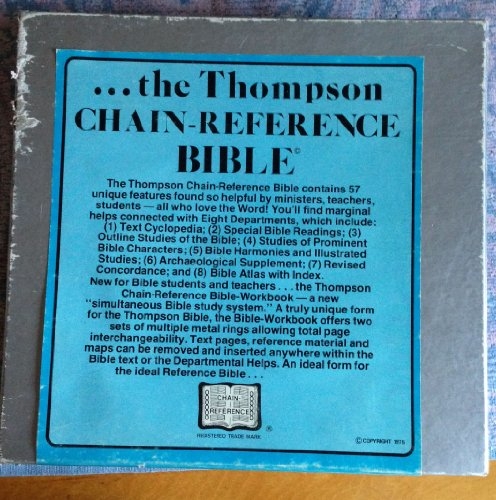 ...the Thompson
CHAIN-REFERENCE
BIBLE©
The Thompson Chain-Reference Bible contains 57
unique features found so helpful by ministers, teachers,
students — all who love the Word! You'll find marginal
helps connected with Eight Departments, which include:
(1) Text Cyclopedia; (2) Special Bible Readings; (3)
Outline Studies of the Bible; (4) Studies of Prominent
Bible Characters; (5) Bible Harmonies and Illustrated
Studies; (6) Archaeological Supplement; (7) Revised
Concordance; and (8) Bible Atlas with Index.
New for Bible students and teachers ... the Thompson
Chain-Reference Bible-Workbook — a new
"simultaneous Bible study system." A truly unique form
for the Thompson Bible, the Bible-Workbook offers two
sets of multiple metal rings allowing total page
interchangeability. Text pages, reference material and
maps can be removed and inserted anywhere within the
Bible text or the Departmental Helps. An ideal form for
the ideal Reference Bible ...
CHAIN-
REFERENCE
®
REGISTERED TRADE MARK
© COPYRIGHT 1975